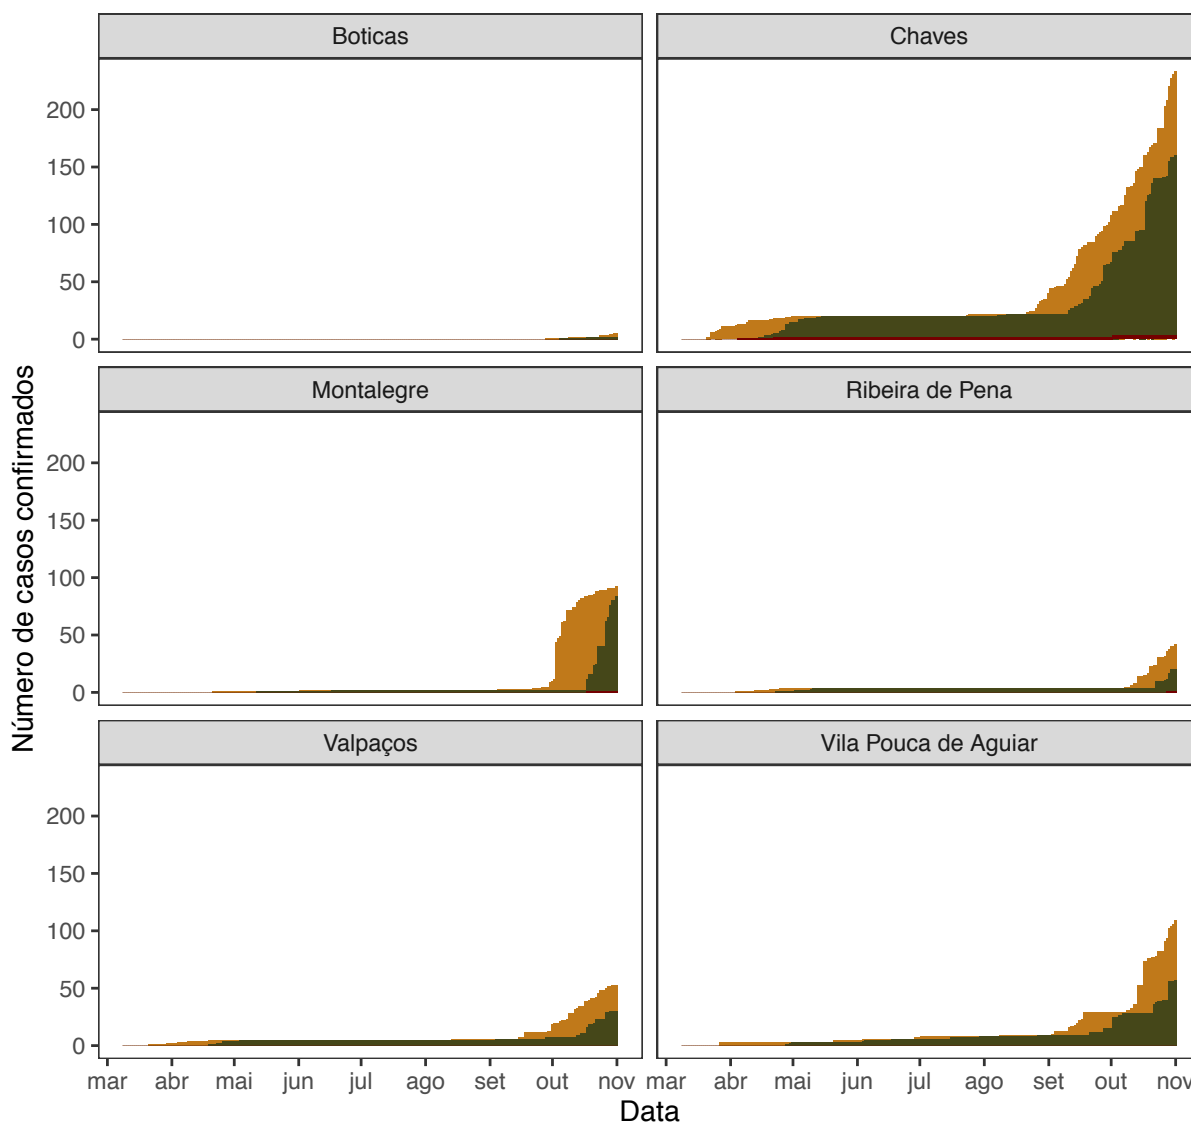 Boticas
Chaves
200
150
100
50
0
Montalegre
Ribeira de Pena
200
150
100
50
0
Valpaços
Vila Pouca de Aguiar
200
150
100
50
0
mar abr mai jun jul ago set out nov
mar abr mai jun jul ago set out nov
Data
Número de casos confirmados